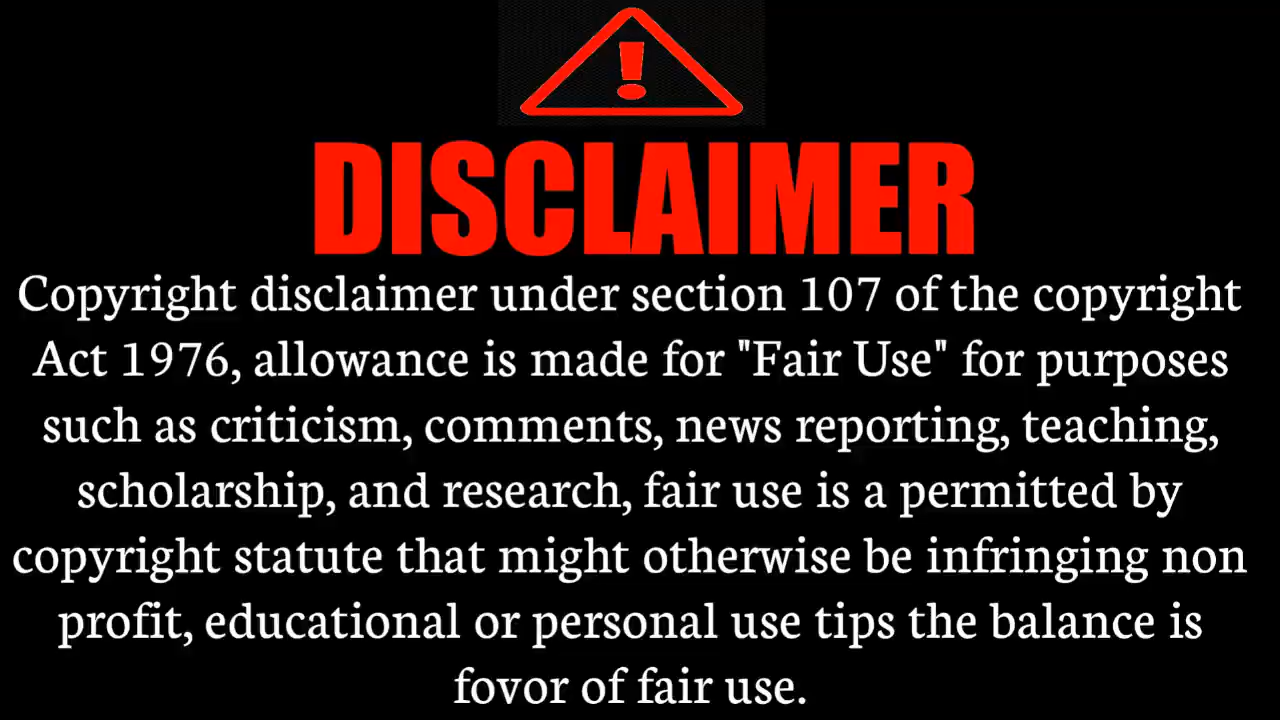 DISCLAIMER
Copyright disclaimer under section 107 of the copyright
Act 1976, allowance is made for "Fair Use" for purposes
such as criticism, comments, news reporting, teaching,
scholarship, and research, fair use is a permitted by
copyright statute that might otherwise be infringing non
profit, educational or personal use tips the balance is
fovor of fair use.